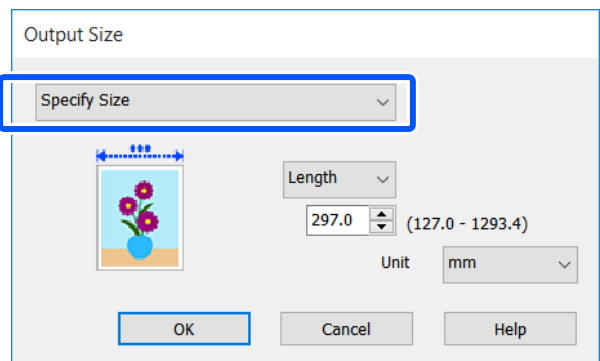 Output Size
Specify Size
Length
297.0 (127.0 - 1293.4)
Unit mm
OK Cancel Help